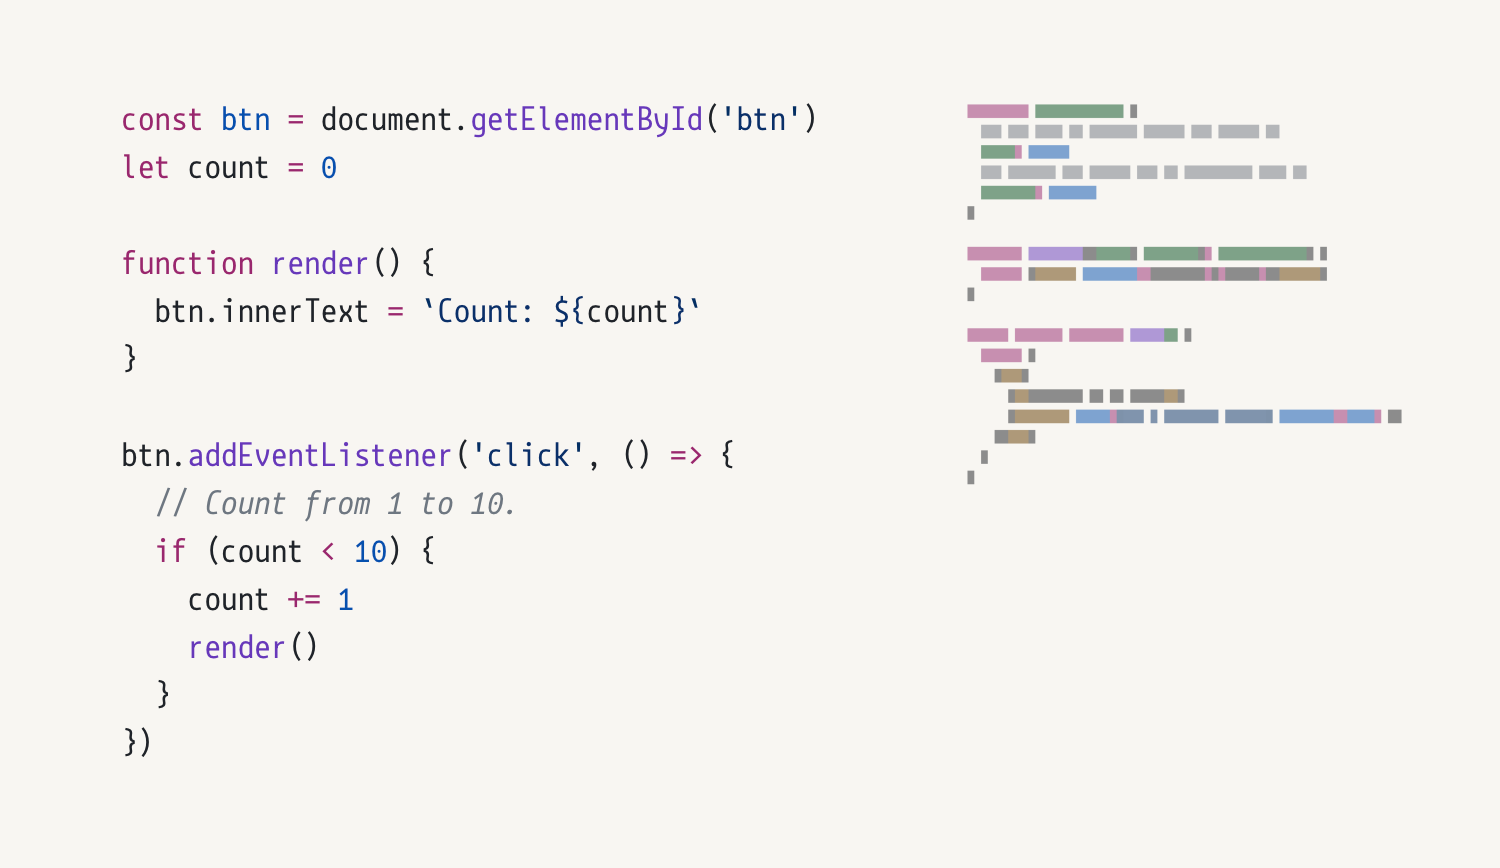 const btn = document.getElementById('btn')
let count = 0

function render() {
  btn.innerText = `Count: ${count}`
}

btn.addEventListener('click', () => {
  // Count from 1 to 10.
  if (count < 10) {
    count += 1
    render()
  }
})